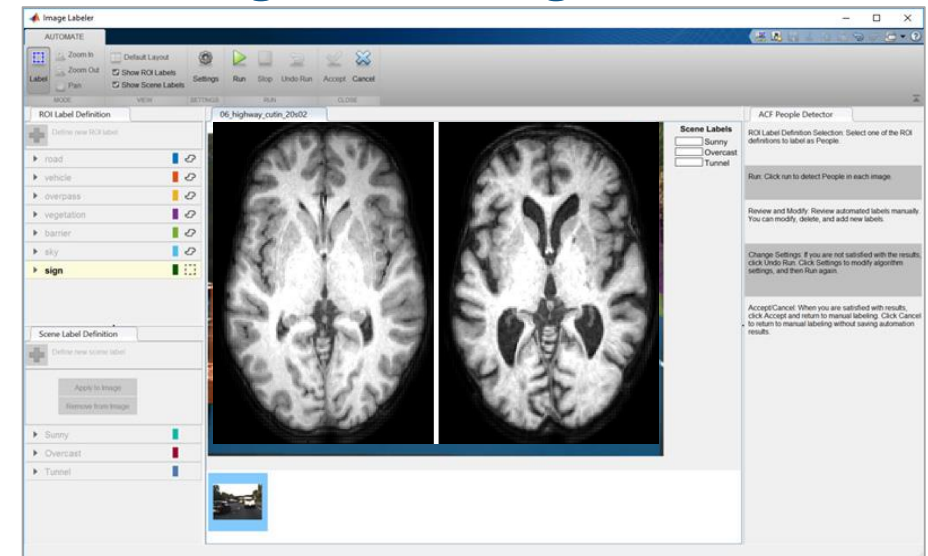 Image Labeler
AUTOMATE
Label
Zoom In
Zoom Out
Pan
MODE
Default Layout
Show ROI Labels
Show Scene Labels
VIEW
Settings
SETTINGS
Run
Stop
Undo Run
RUN
Accept
Cancel
CLOSE
ROI Label Definition
Define new ROI label
road
vehicle
overpass
vegetation
barrier
sky
sign
Scene Label Definition
Define new scene label
Apply to Image
Remove from Image
Sunny
Overcast
Tunnel
06_highway_cutin_20s02
Scene Labels
Sunny
Overcast
Tunnel
ACF People Detector
ROI Label Definition Selection: Select one of the ROI
definitions to label as People.
Run: Click run to detect People in each image.
Review and Modify: Review automated labels manually.
You can modify, delete, and add new labels.
Change Settings: If you are not satisfied with the results,
click Undo Run. Click Settings to modify algorithm
settings, and then Run again.
Accept/Cancel: When you are satisfied with results,
click Accept and return to manual labeling. Click Cancel
to return to manual labeling without saving automation
results.